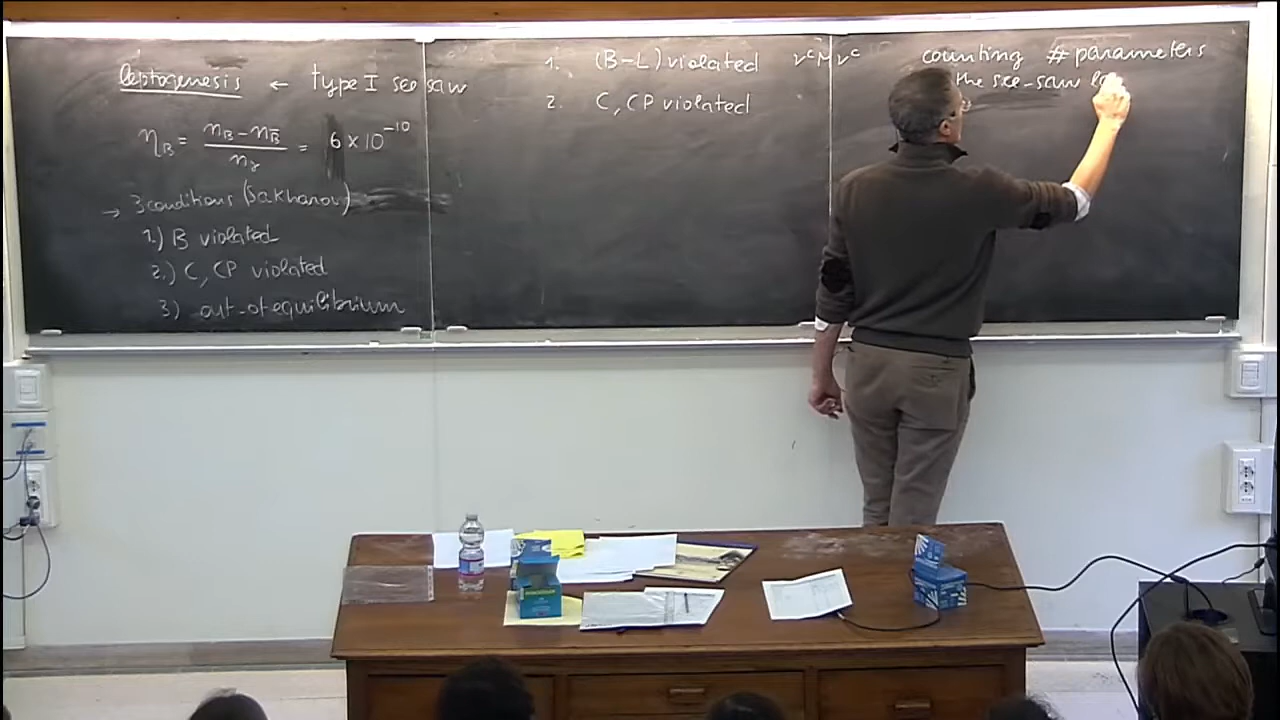 leptogenesis ← type I see saw
η_B = (n_B − n_B̄) / n_γ = 6 × 10^−10
→ 3 conditions (Sakharov)
1.) B violated
2.) C, CP violated
3) out-of equilibrium
1. (B-L) violated ν^c M ν^c
2. C, CP violated
counting # parameters
the see-saw